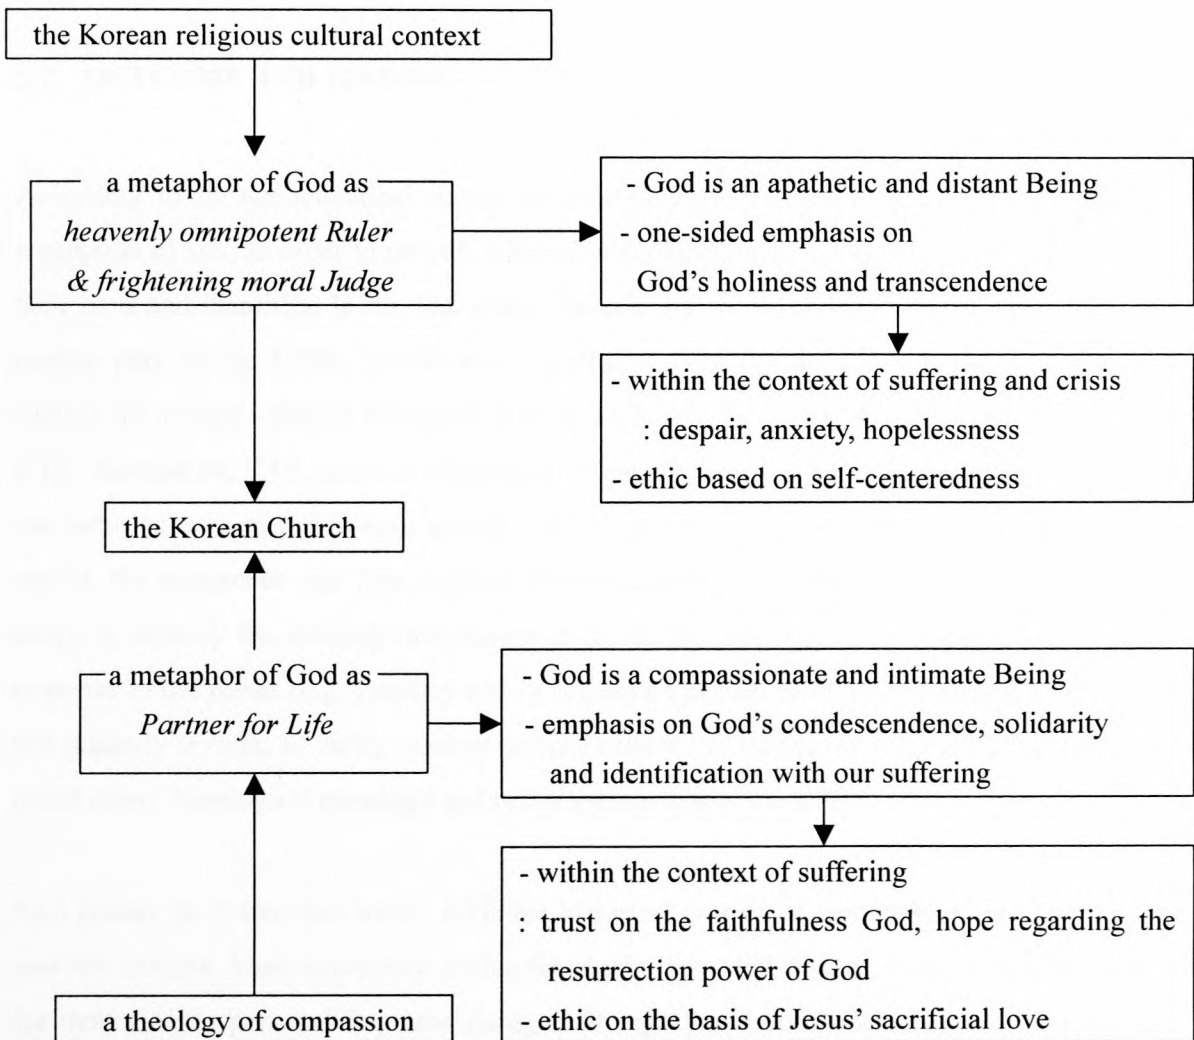 the Korean religious cultural context
a metaphor of God as
heavenly omnipotent Ruler
& frightening moral Judge
- God is an apathetic and distant Being
- one-sided emphasis on
God's holiness and transcendence
- within the context of suffering and crisis
: despair, anxiety, hopelessness
- ethic based on self-centeredness
the Korean Church
a metaphor of God as
Partner for Life
- God is a compassionate and intimate Being
- emphasis on God's condescendence, solidarity
and identification with our suffering
- within the context of suffering
: trust on the faithfulness God, hope regarding the
resurrection power of God
- ethic on the basis of Jesus' sacrificial love
a theology of compassion